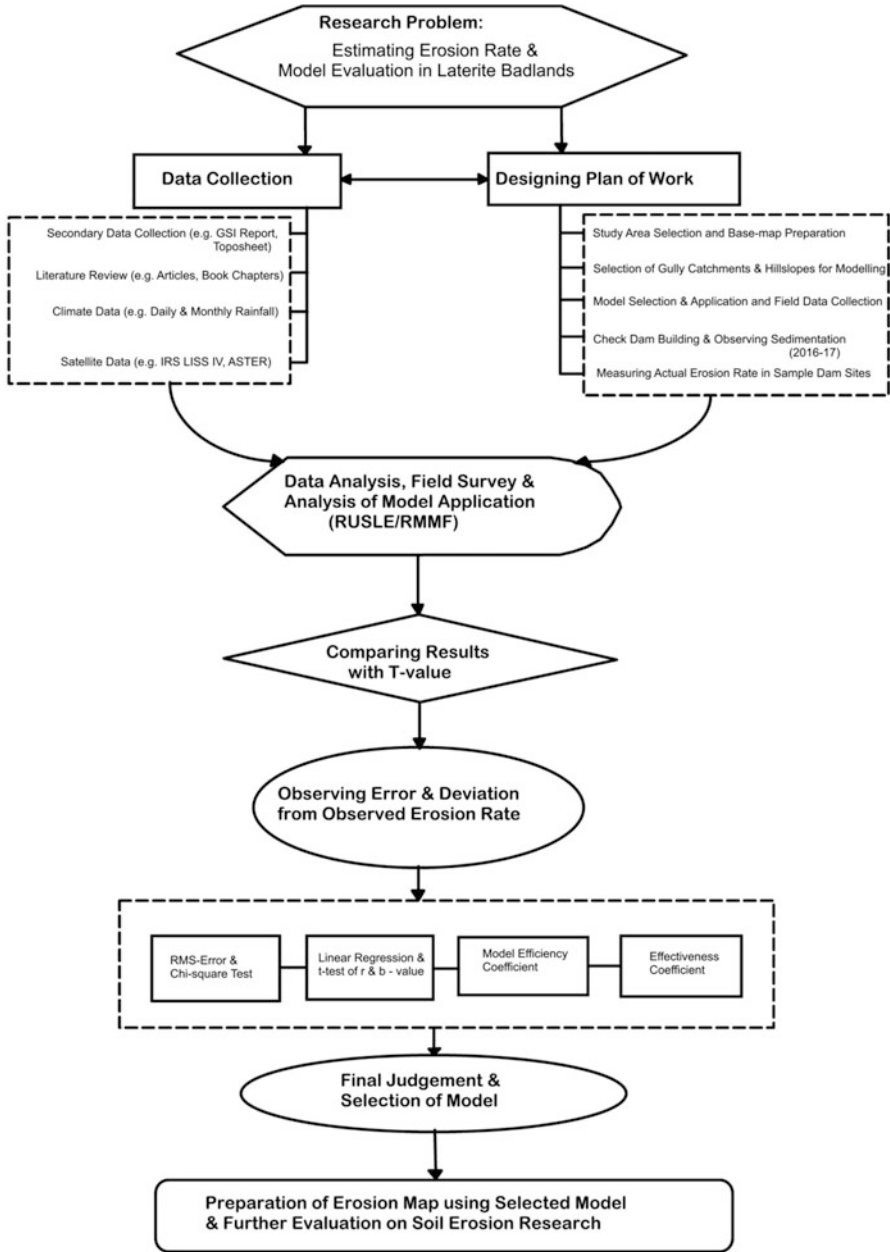 Research Problem:
Estimating Erosion Rate &
Model Evaluation in Laterite Badlands
Data Collection
Designing Plan of Work
Secondary Data Collection (e.g. GSI Report,
Toposheet)
Literature Review (e.g. Articles, Book Chapters)
Climate Data (e.g. Daily & Monthly Rainfall)
Satellite Data (e.g. IRS LISS IV, ASTER)
Study Area Selection and Base-map Preparation
Selection of Gully Catchments & Hillslopes for Modelling
Model Selection & Application and Field Data Collection
Check Dam Building & Observing Sedimentation
(2016-17)
Measuring Actual Erosion Rate in Sample Dam Sites
Data Analysis, Field Survey &
Analysis of Model Application
(RUSLE/RMMF)
Comparing Results
with T-value
Observing Error & Deviation
from Observed Erosion Rate
RMS-Error &
Chi-square Test
Linear Regression &
t-test of r & b - value
Model Efficiency
Coefficient
Effectiveness
Coefficient
Final Judgement &
Selection of Model
Preparation of Erosion Map using Selected Model
& Further Evaluation on Soil Erosion Research